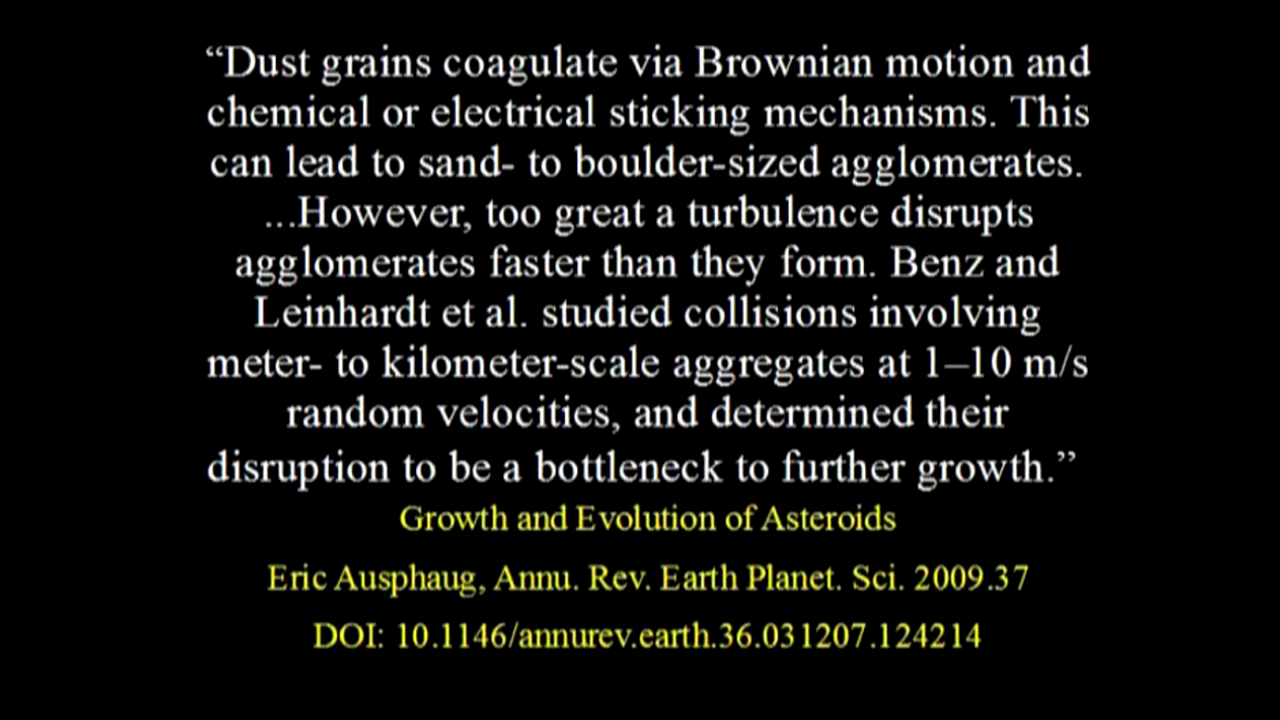 “Dust grains coagulate via Brownian motion and
chemical or electrical sticking mechanisms. This
can lead to sand- to boulder-sized agglomerates.
...However, too great a turbulence disrupts
agglomerates faster than they form. Benz and
Leinhardt et al. studied collisions involving
meter- to kilometer-scale aggregates at 1–10 m/s
random velocities, and determined their
disruption to be a bottleneck to further growth.”
Growth and Evolution of Asteroids
Eric Ausphaug, Annu. Rev. Earth Planet. Sci. 2009.37
DOI: 10.1146/annurev.earth.36.031207.124214